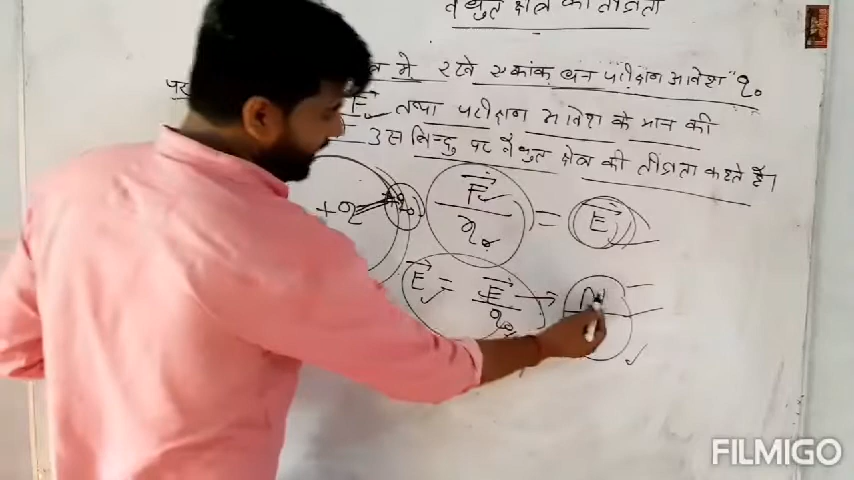 वैद्युत क्षेत्र की तीव्रता
में रखे एकांक धन परीक्षण आवेश "q₀
पर F तथा परीक्षण आवेश के मान की
उस बिन्दु पर वैद्युत क्षेत्र की तीव्रता कहते हैं।
+q +q₀ F/q₀ = E
E = F/q₀ → N
FILMIGO